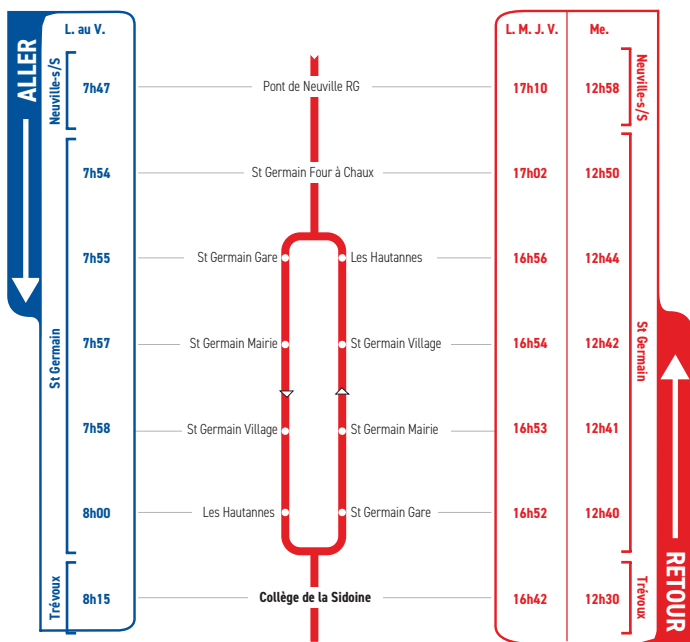 ALLER
L. au V.
L. M. J. V. Me.
Neuville-s/S
7h47 Pont de Neuville RG 17h10 12h58
Neuville-s/S
St Germain
7h54 St Germain Four à Chaux 17h02 12h50
7h55 St Germain Gare Les Hautannes 16h56 12h44
7h57 St Germain Mairie St Germain Village 16h54 12h42
St Germain
7h58 St Germain Village St Germain Mairie 16h53 12h41
8h00 Les Hautannes St Germain Gare 16h52 12h40
Trévoux
8h15 Collège de la Sidoine 16h42 12h30
Trévoux
RETOUR